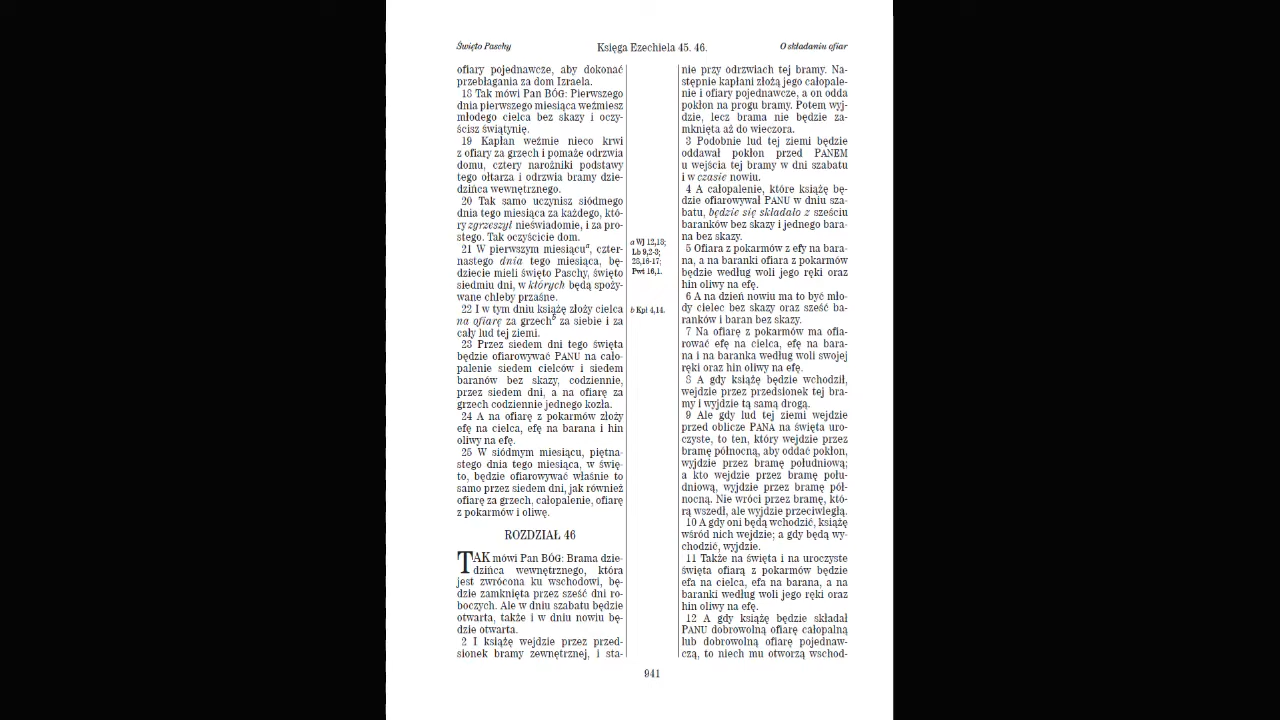 Święto Paschy
Księga Ezechiela 45. 46.
O składaniu ofiar
ofiary pojednawcze, aby dokonać
przebłagania za dom Izraela.
18 Tak mówi Pan BÓG: Pierwszego
dnia pierwszego miesiąca weźmiesz
młodego cielca bez skazy i oczy-
ścisz świątynię.
19 Kapłan weźmie nieco krwi
z ofiary za grzech i pomaże odrzwia
domu, cztery narożniki podstawy
tego ołtarza i odrzwia bramy dzie-
dzińca wewnętrznego.
20 Tak samo uczynisz siódmego
dnia tego miesiąca za każdego, któ-
ry zgrzeszył nieświadomie, i za pro-
stego. Tak oczyścicie dom.
21 W pierwszym miesiącuª, czter-
nastego dnia tego miesiąca, bę-
dziecie mieli święto Paschy, święto
siedmiu dni, w których będą spoży-
wane chleby przaśne.
22 I w tym dniu książę złoży cielca
na ofiarę za grzechᵇ za siebie i za
cały lud tej ziemi.
23 Przez siedem dni tego święta
będzie ofiarowywać PANU na cało-
palenie siedem cielców i siedem
baranów bez skazy, codziennie,
przez siedem dni, a na ofiarę za
grzech codziennie jednego kozła.
24 A na ofiarę z pokarmów złoży
efę na cielca, efę na barana i hin
oliwy na efę.
25 W siódmym miesiącu, piętna-
stego dnia tego miesiąca, w świę-
to, będzie ofiarowywać właśnie to
samo przez siedem dni, jak również
ofiarę za grzech, całopalenie, ofiarę
z pokarmów i oliwę.
ROZDZIAŁ 46
TAK mówi Pan BÓG: Brama dzie-
dzińca wewnętrznego, która
jest zwrócona ku wschodowi, bę-
dzie zamknięta przez sześć dni ro-
boczych. Ale w dniu szabatu będzie
otwarta, także i w dniu nowiu bę-
dzie otwarta.
2 I książę wejdzie przez przed-
sionek bramy zewnętrznej, i sta-
a Wj 12,18;
Lb 9,2-3;
28,16-17;
Pwt 16,1.
b Kpł 4,14.
nie przy odrzwiach tej bramy. Na-
stępnie kapłani złożą jego całopale-
nie i ofiary pojednawcze, a on odda
pokłon na progu bramy. Potem wyj-
dzie, lecz brama nie będzie za-
mknięta aż do wieczora.
3 Podobnie lud tej ziemi będzie
oddawał pokłon przed PANEM
u wejścia tej bramy w dni szabatu
i w czasie nowiu.
4 A całopalenie, które książę bę-
dzie ofiarowywał PANU w dniu sza-
batu, będzie się składało z sześciu
baranków bez skazy i jednego bara-
na bez skazy.
5 Ofiara z pokarmów z efy na bara-
na, a na baranki ofiara z pokarmów
będzie według woli jego ręki oraz
hin oliwy na efę.
6 A na dzień nowiu ma to być mło-
dy cielec bez skazy oraz sześć ba-
ranków i baran bez skazy.
7 Na ofiarę z pokarmów ma ofia-
rować efę na cielca, efę na bara-
na i na baranka według woli swojej
ręki oraz hin oliwy na efę.
8 A gdy książę będzie wchodził,
wejdzie przez przedsionek tej bra-
my i wyjdzie tą samą drogą.
9 Ale gdy lud tej ziemi wejdzie
przed oblicze PANA na święta uro-
czyste, to ten, który wejdzie przez
bramę północną, aby oddać pokłon,
wyjdzie przez bramę południową;
a kto wejdzie przez bramę połu-
dniową, wyjdzie przez bramę pół-
nocną. Nie wróci przez bramę, któ-
rą wszedł, ale wyjdzie przeciwległą.
10 A gdy oni będą wchodzić, książę
wśród nich wejdzie; a gdy będą wy-
chodzić, wyjdzie.
11 Także na święta i na uroczyste
święta ofiarą z pokarmów będzie
efa na cielca, efa na barana, a na
baranki według woli jego ręki oraz
hin oliwy na efę.
12 A gdy książę będzie składał
PANU dobrowolną ofiarę całopalną
lub dobrowolną ofiarę pojednaw-
czą, to niech mu otworzą wschod-
941